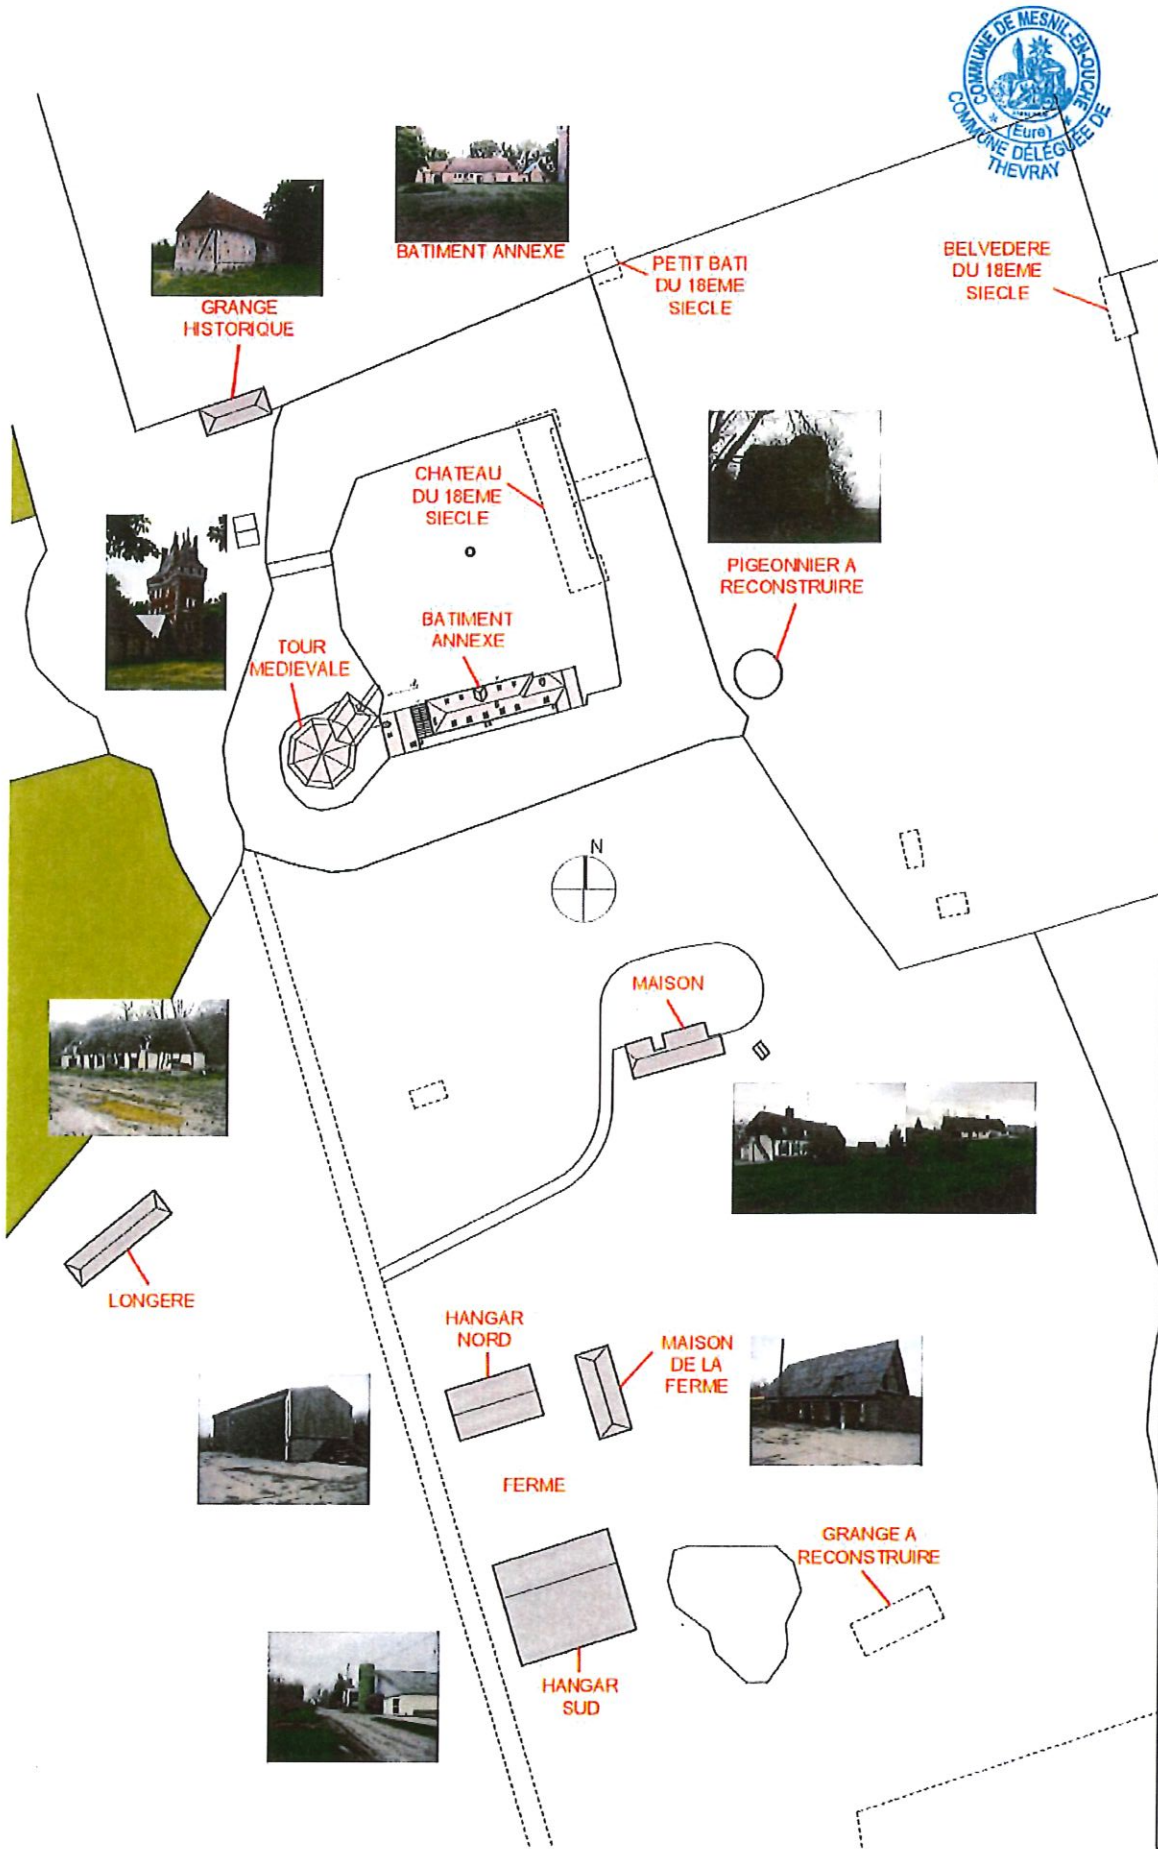 COMMUNE DE MESNIL-EN-OUCHE
(Eure)
COMMUNE DÉLÉGUÉE DE
THEVRAY
BATIMENT ANNEXE
GRANGE
HISTORIQUE
PETIT BATI
DU 18EME
SIECLE
BELVEDERE
DU 18EME
SIECLE
CHATEAU
DU 18EME
SIECLE
PIGEONNIER A
RECONSTRUIRE
BATIMENT
ANNEXE
TOUR
MEDIEVALE
N
MAISON
LONGERE
HANGAR
NORD
MAISON
DE LA
FERME
FERME
GRANGE A
RECONSTRUIRE
HANGAR
SUD